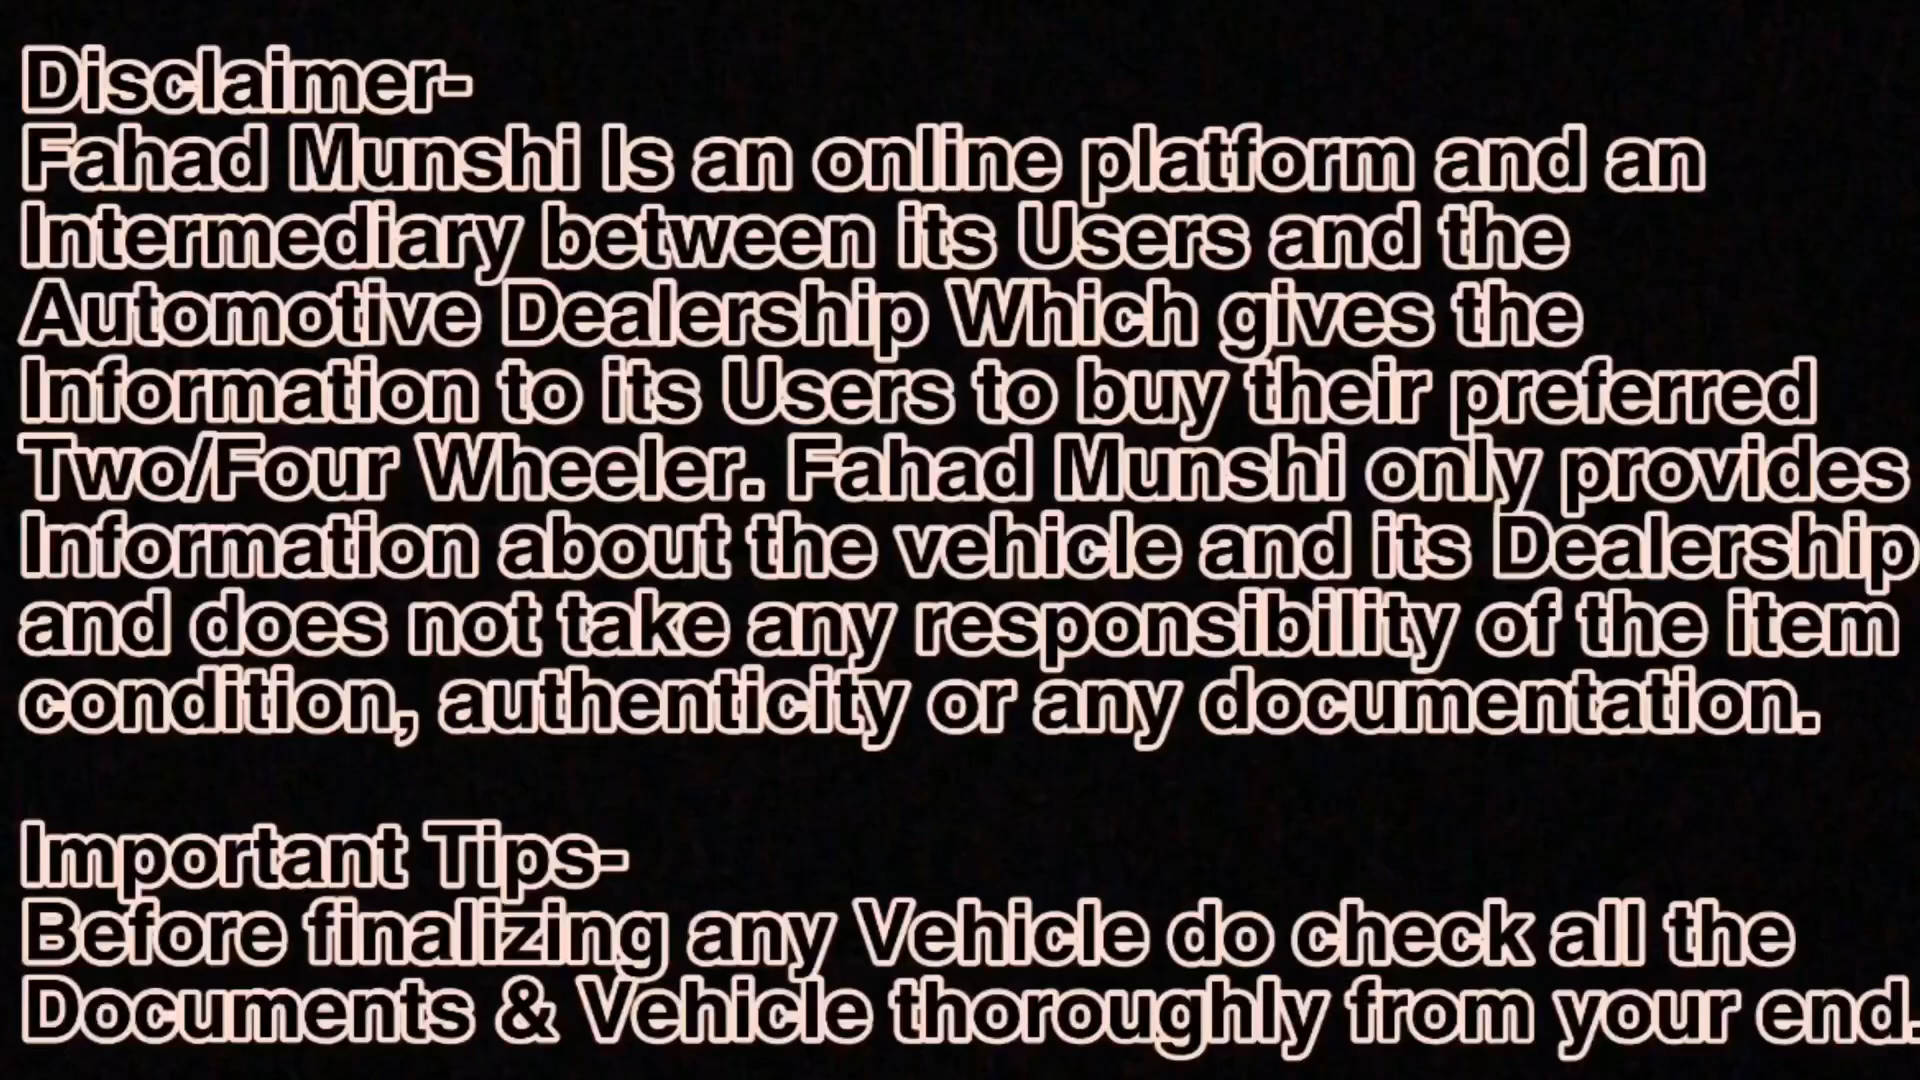 Disclaimer-
Fahad Munshi Is an online platform and an
Intermediary between its Users and the
Automotive Dealership Which gives the
Information to its Users to buy their preferred
Two/Four Wheeler. Fahad Munshi only provides
Information about the vehicle and its Dealership
and does not take any responsibility of the item
condition, authenticity or any documentation.
Important Tips-
Before finalizing any Vehicle do check all the
Documents & Vehicle thoroughly from your end.